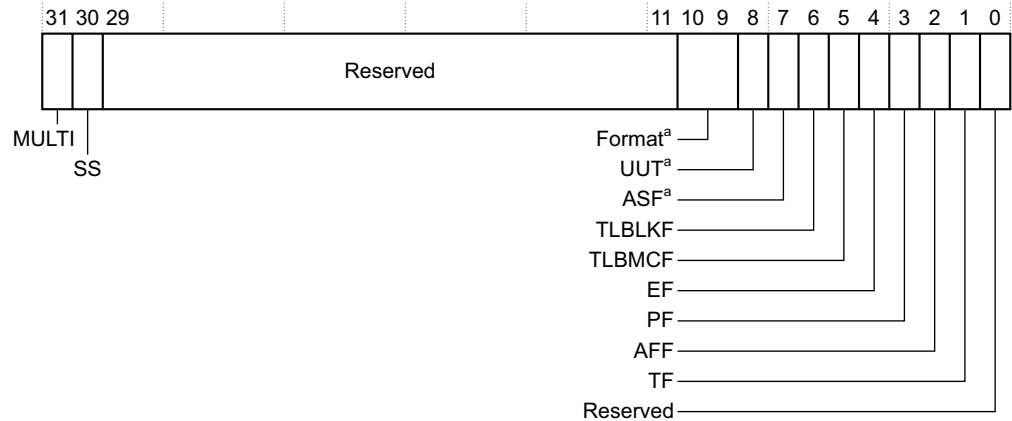 31 30 29 11 10 9 8 7 6 5 4 3 2 1 0
Reserved
MULTI
SS
Formatᵃ
UUTᵃ
ASFᵃ
TLBLKF
TLBMCF
EF
PF
AFF
TF
Reserved